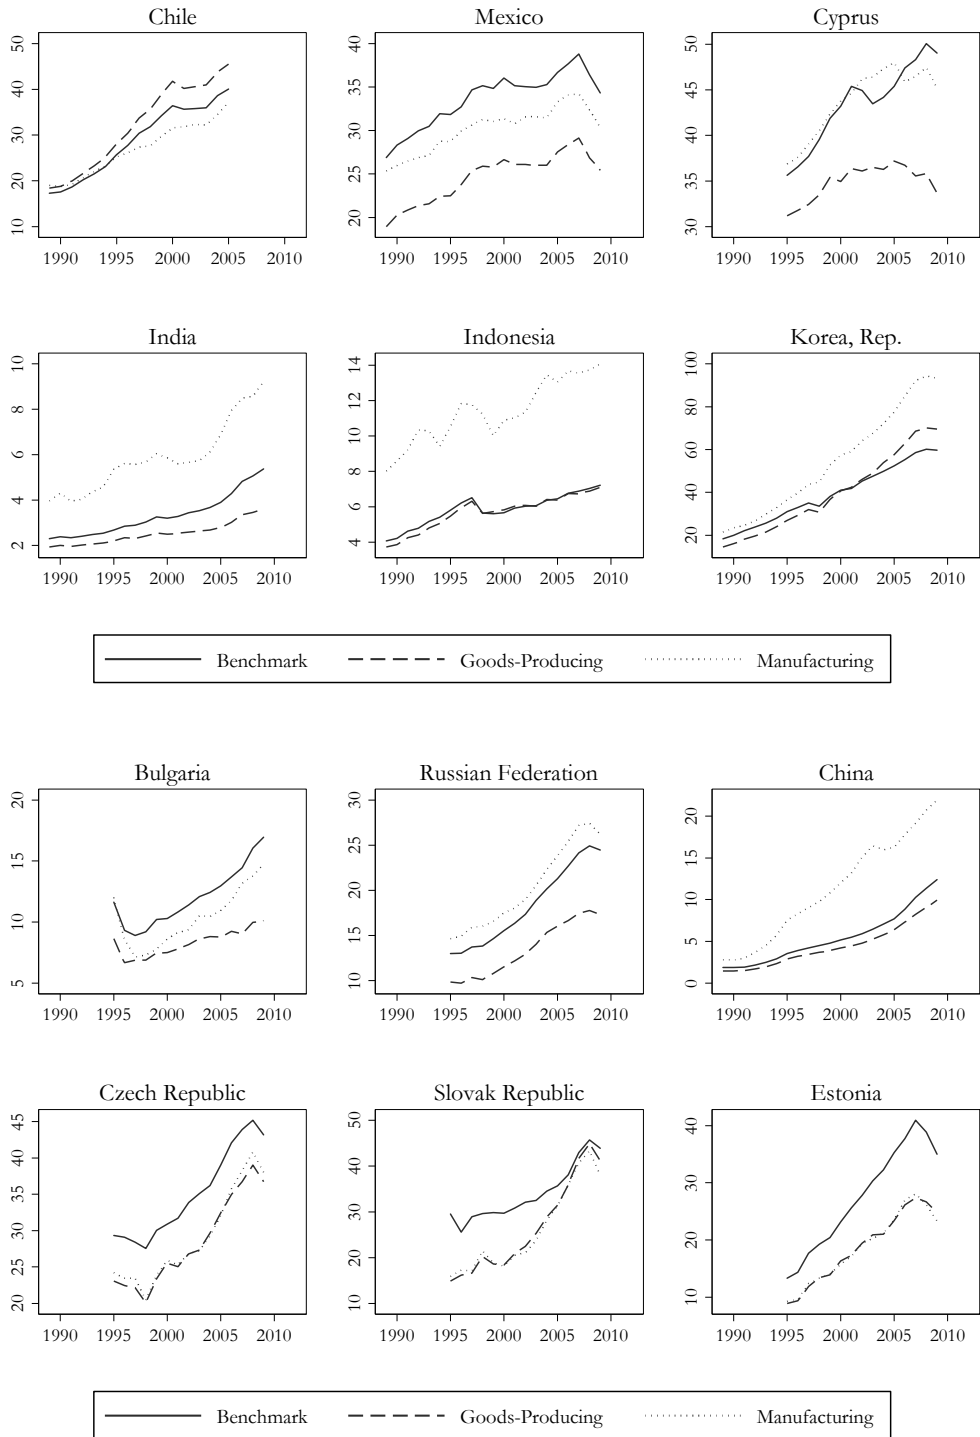 Chile Mexico Cyprus
50 40 50
40 35 45
30 30 40
20 25 35
10 20 30
1990 1995 2000 2005 2010 1990 1995 2000 2005 2010 1990 1995 2000 2005 2010
India Indonesia Korea, Rep.
10 14 100
8 12 80
6 10 60
4 8 40
2 6 20
4
1990 1995 2000 2005 2010 1990 1995 2000 2005 2010 1990 1995 2000 2005 2010
Benchmark Goods-Producing Manufacturing
Bulgaria Russian Federation China
20 30 20
15 25 15
10 20 10
5 15 5
10 0
1990 1995 2000 2005 2010 1990 1995 2000 2005 2010 1990 1995 2000 2005 2010
Czech Republic Slovak Republic Estonia
45 50 40
40 40 30
35 30 20
30 20 10
25 10
20
1990 1995 2000 2005 2010 1990 1995 2000 2005 2010 1990 1995 2000 2005 2010
Benchmark Goods-Producing Manufacturing